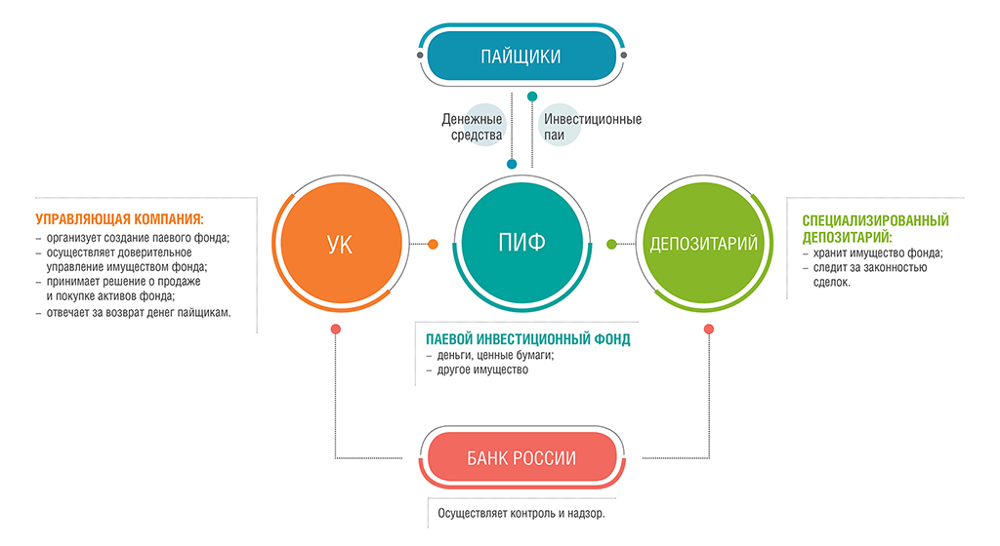 ПАЙЩИКИ
Денежные
средства
Инвестиционные
паи
УПРАВЛЯЮЩАЯ КОМПАНИЯ:
– организует создание паевого фонда;
– осуществляет доверительное
управление имуществом фонда;
– принимает решение о продаже
и покупке активов фонда;
– отвечает за возврат денег пайщикам.
УК
ПИФ
ДЕПОЗИТАРИЙ
СПЕЦИАЛИЗИРОВАННЫЙ
ДЕПОЗИТАРИЙ:
– хранит имущество фонда;
– следит за законностью
сделок.
ПАЕВОЙ ИНВЕСТИЦИОННЫЙ ФОНД
– деньги, ценные бумаги;
– другое имущество
БАНК РОССИИ
Осуществляет контроль и надзор.